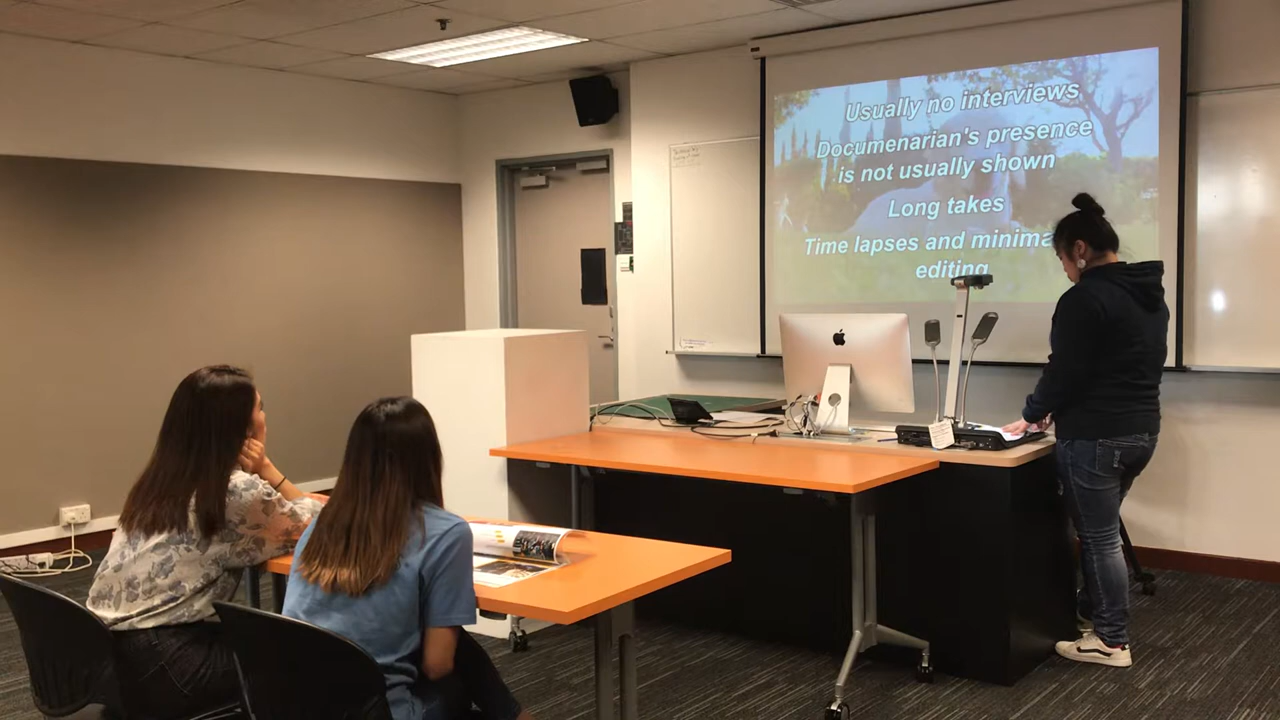 Usually no interviews
Documenarian's presence
is not usually shown
Long takes
Time lapses and minima
editing